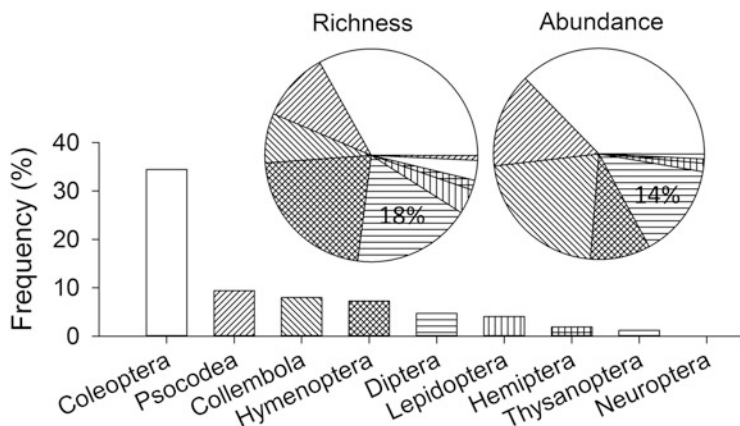 Richness
Abundance
18%
14%
Frequency (%)
40
30
20
10
0
Coleoptera
Psocodea
Collembola
Hymenoptera
Diptera
Lepidoptera
Hemiptera
Thysanoptera
Neuroptera